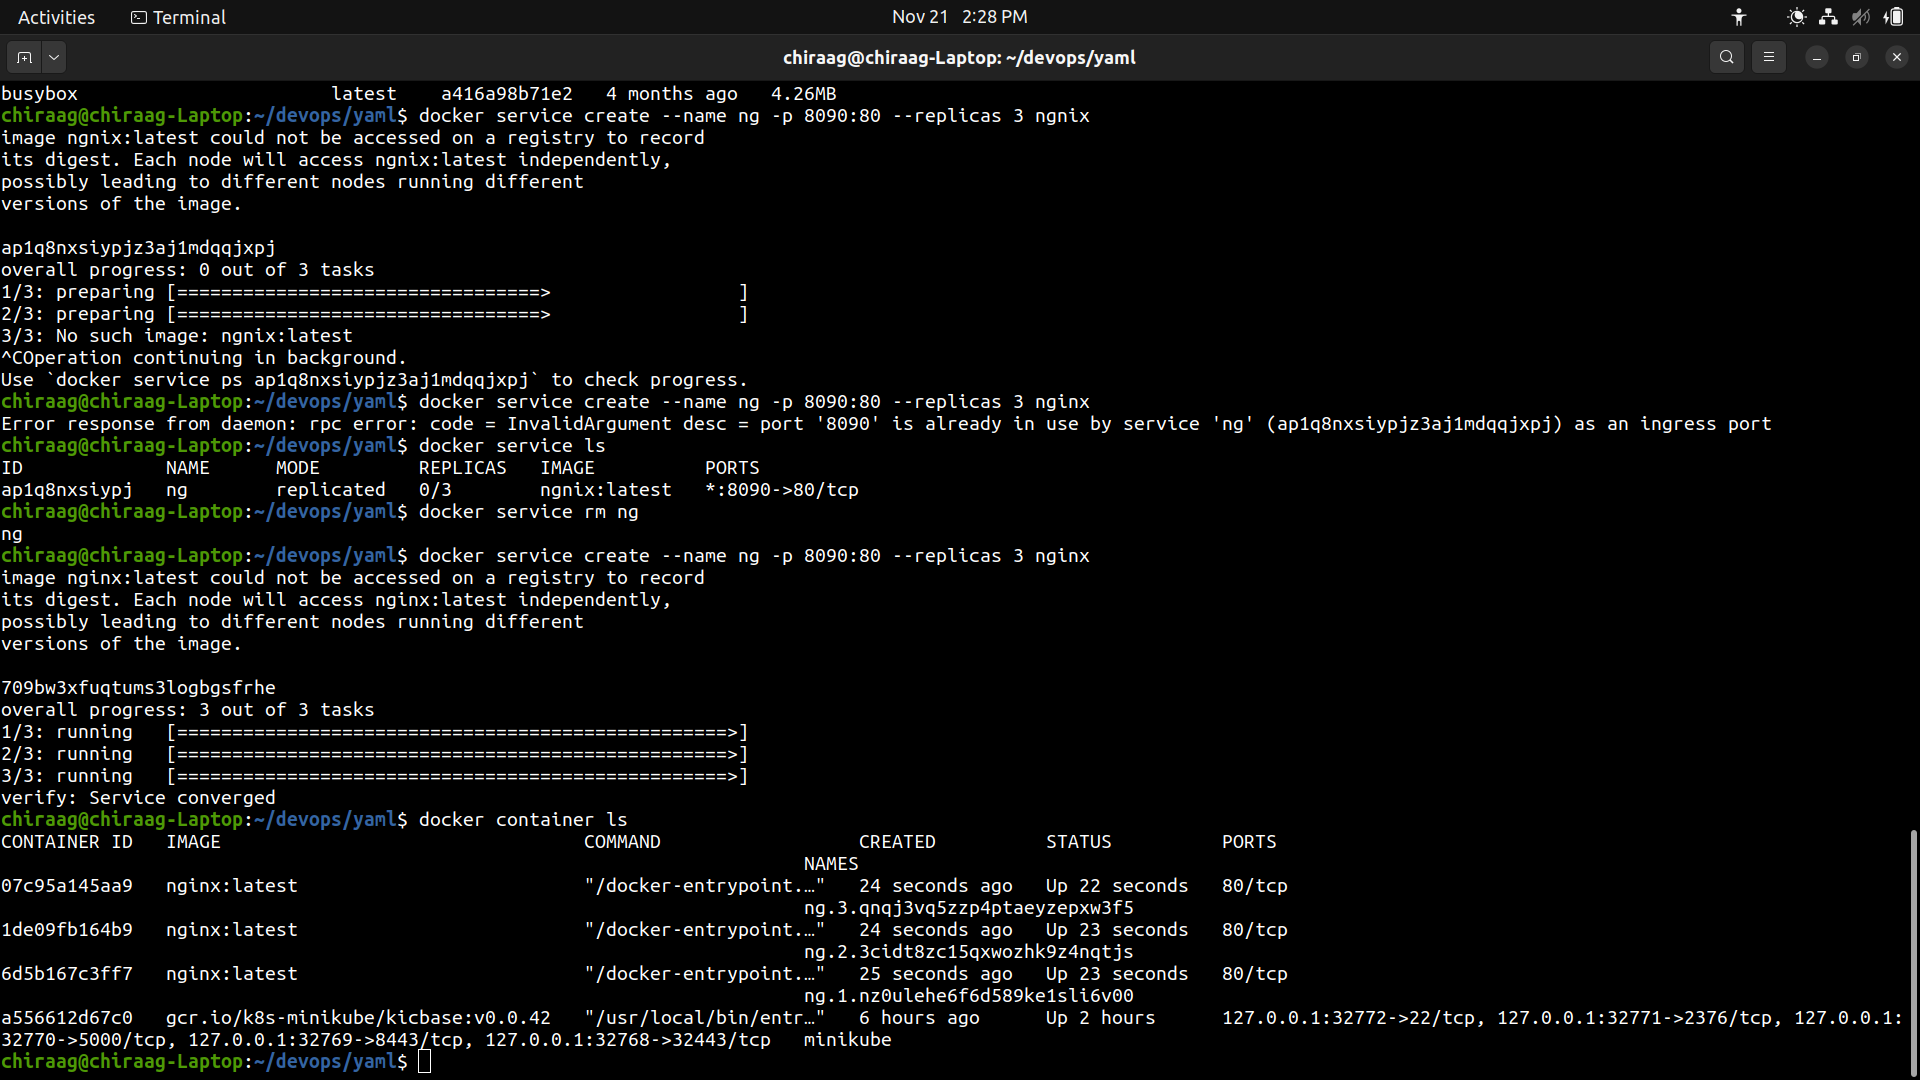 Activities Terminal Nov 21 2:28 PM
chiraag@chiraag-Laptop: ~/devops/yaml
busybox latest a416a98b71e2 4 months ago 4.26MB
chiraag@chiraag-Laptop:~/devops/yaml$ docker service create --name ng -p 8090:80 --replicas 3 ngnix
image ngnix:latest could not be accessed on a registry to record
its digest. Each node will access ngnix:latest independently,
possibly leading to different nodes running different
versions of the image.
ap1q8nxsiypjz3aj1mdqqjxpj
overall progress: 0 out of 3 tasks
1/3: preparing [=================================> ]
2/3: preparing [=================================> ]
3/3: No such image: ngnix:latest
^COperation continuing in background.
Use `docker service ps ap1q8nxsiypjz3aj1mdqqjxpj` to check progress.
chiraag@chiraag-Laptop:~/devops/yaml$ docker service create --name ng -p 8090:80 --replicas 3 nginx
Error response from daemon: rpc error: code = InvalidArgument desc = port '8090' is already in use by service 'ng' (ap1q8nxsiypjz3aj1mdqqjxpj) as an ingress port
chiraag@chiraag-Laptop:~/devops/yaml$ docker service ls
ID NAME MODE REPLICAS IMAGE PORTS
ap1q8nxsiypj ng replicated 0/3 ngnix:latest *:8090->80/tcp
chiraag@chiraag-Laptop:~/devops/yaml$ docker service rm ng
ng
chiraag@chiraag-Laptop:~/devops/yaml$ docker service create --name ng -p 8090:80 --replicas 3 nginx
image nginx:latest could not be accessed on a registry to record
its digest. Each node will access nginx:latest independently,
possibly leading to different nodes running different
versions of the image.
709bw3xfuqtums3logbgsfrhe
overall progress: 3 out of 3 tasks
1/3: running [==================================================>]
2/3: running [==================================================>]
3/3: running [==================================================>]
verify: Service converged
chiraag@chiraag-Laptop:~/devops/yaml$ docker container ls
CONTAINER ID IMAGE COMMAND CREATED STATUS PORTS
NAMES
07c95a145aa9 nginx:latest "/docker-entrypoint.…" 24 seconds ago Up 22 seconds 80/tcp
ng.3.qnqj3vq5zzp4ptaeyzepxw3f5
1de09fb164b9 nginx:latest "/docker-entrypoint.…" 24 seconds ago Up 23 seconds 80/tcp
ng.2.3cidt8zc15qxwozhk9z4nqtjs
6d5b167c3ff7 nginx:latest "/docker-entrypoint.…" 25 seconds ago Up 23 seconds 80/tcp
ng.1.nz0ulehe6f6d589ke1sli6v00
a556612d67c0 gcr.io/k8s-minikube/kicbase:v0.0.42 "/usr/local/bin/entr…" 6 hours ago Up 2 hours 127.0.0.1:32772->22/tcp, 127.0.0.1:32771->2376/tcp, 127.0.0.1:
32770->5000/tcp, 127.0.0.1:32769->8443/tcp, 127.0.0.1:32768->32443/tcp minikube
chiraag@chiraag-Laptop:~/devops/yaml$